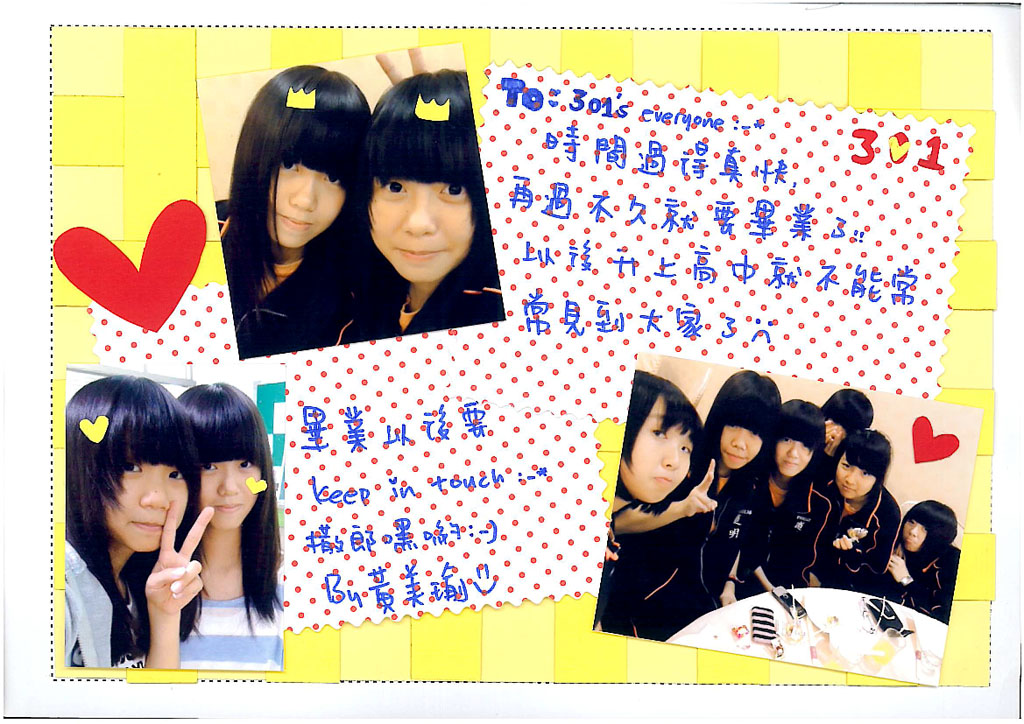 To: 301's everyone :-*
301
時間過得真快,
再過不久就要畢業了::
以後升上高中就不能常
常見到大家了:(
畢業以後要
keep in touch :-*
撒郎嘿喲 :-)
By 黃美瑜
道明